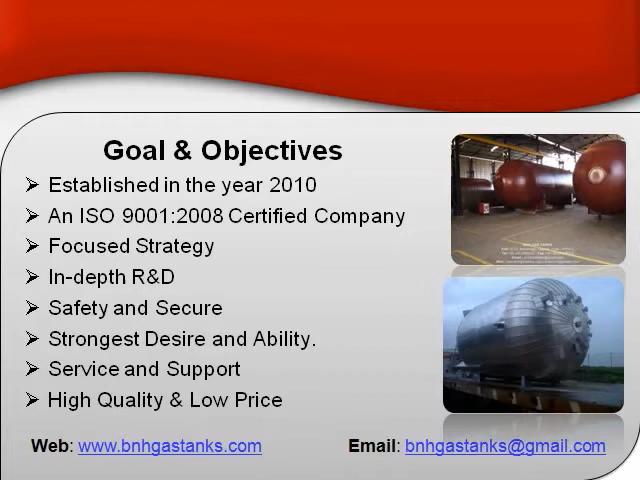 Goal & Objectives
➢ Established in the year 2010
➢ An ISO 9001:2008 Certified Company
➢ Focused Strategy
➢ In-depth R&D
➢ Safety and Secure
➢ Strongest Desire and Ability.
➢ Service and Support
➢ High Quality & Low Price
Web: www.bnhgastanks.com Email: bnhgastanks@gmail.com